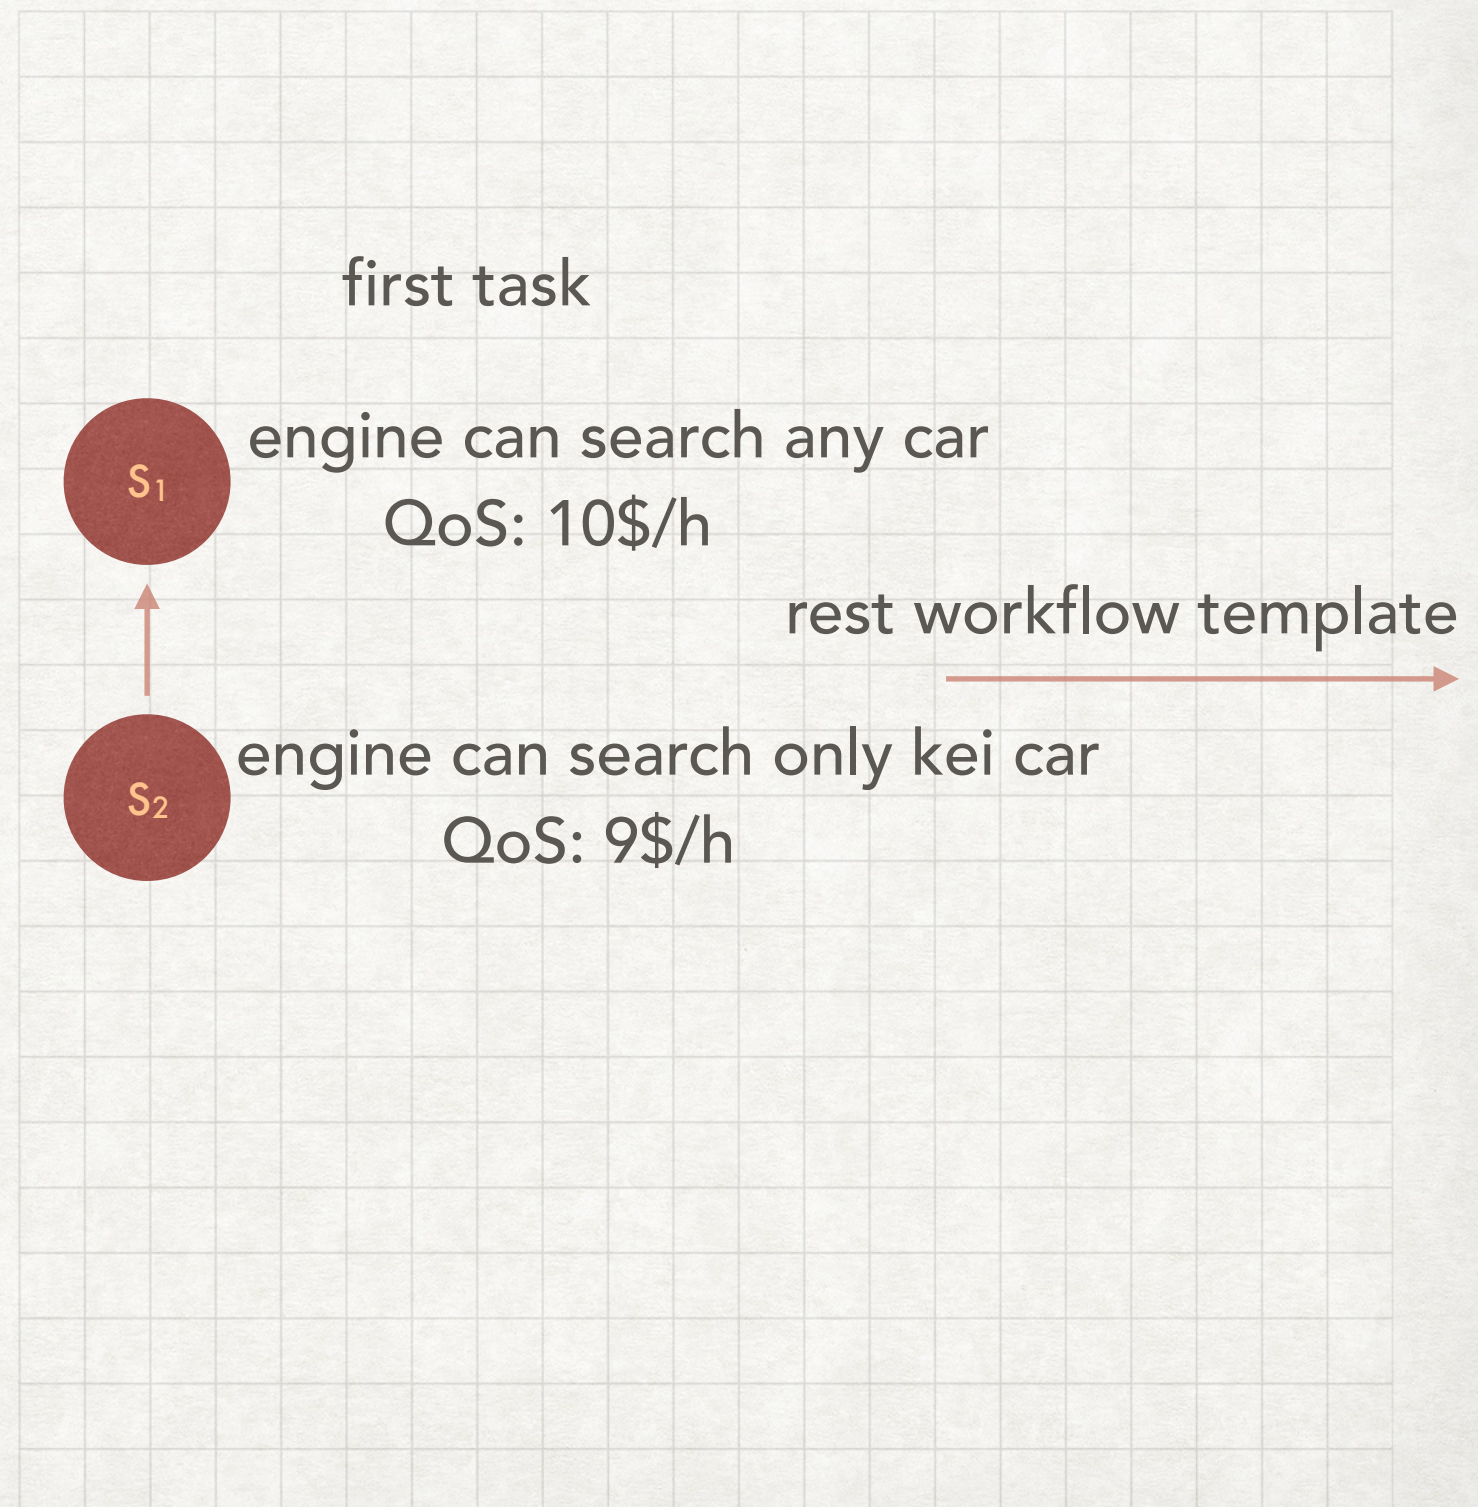 first task
S₁
engine can search any car
QoS: 10$/h
rest workflow template
S₂
engine can search only kei car
QoS: 9$/h